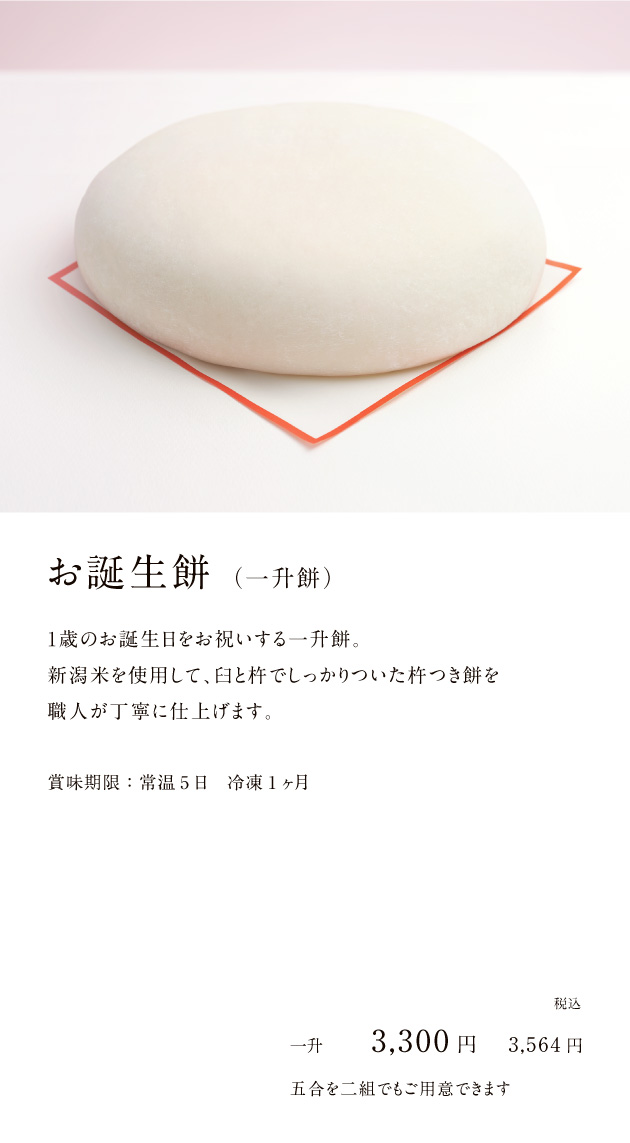 お誕生餅 （一升餅）
1歳のお誕生日をお祝いする一升餅。
新潟米を使用して、臼と杵でしっかりついた杵つき餅を
職人が丁寧に仕上げます。
賞味期限：常温5日　冷凍1ヶ月
税込
一升　3,300円　3,564円
五合を二組でもご用意できます